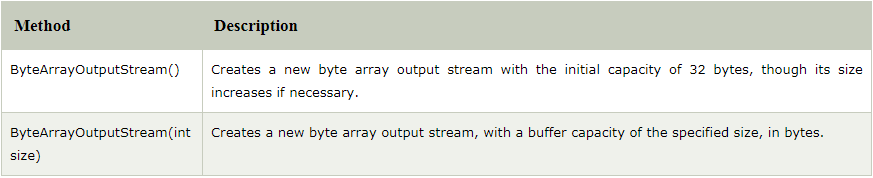 Method Description
ByteArrayOutputStream() Creates a new byte array output stream with the initial capacity of 32 bytes, though its size
increases if necessary.
ByteArrayOutputStream(int Creates a new byte array output stream, with a buffer capacity of the specified size, in bytes.
size)